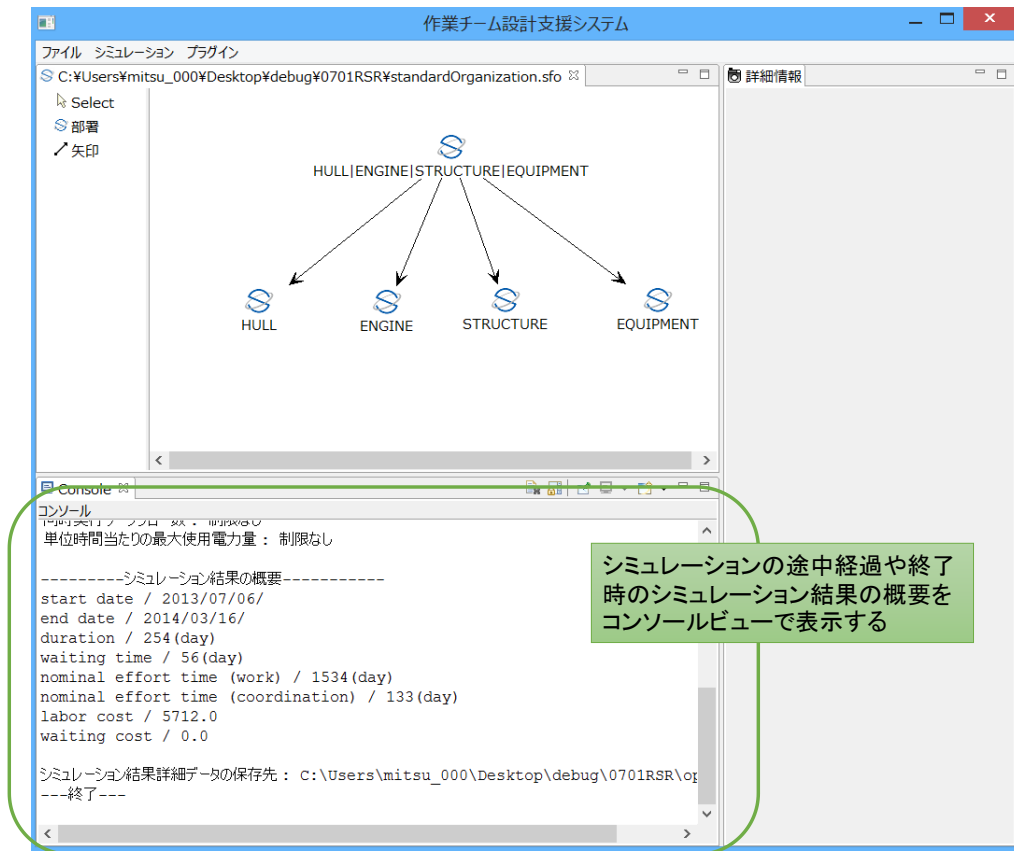 作業チーム設計支援システム
ファイル シミュレーション プラグイン
C:¥Users¥mitsu_000¥Desktop¥debug¥0701RSR¥standardOrganization.sfo
詳細情報
Select
部署
矢印
HULL|ENGINE|STRUCTURE|EQUIPMENT
HULL
ENGINE
STRUCTURE
EQUIPMENT
Console
コンソール
単位時間当たりの最大使用電力量 : 制限なし
---------シミュレーション結果の概要-----------
start date / 2013/07/06/
end date / 2014/03/16/
duration / 254(day)
waiting time / 56(day)
nominal effort time (work) / 1534(day)
nominal effort time (coordination) / 133(day)
labor cost / 5712.0
waiting cost / 0.0
シミュレーション結果詳細データの保存先 : C:\Users\mitsu_000\Desktop\debug\0701RSR\op
---終了---
シミュレーションの途中経過や終了
時のシミュレーション結果の概要を
コンソールビューで表示する